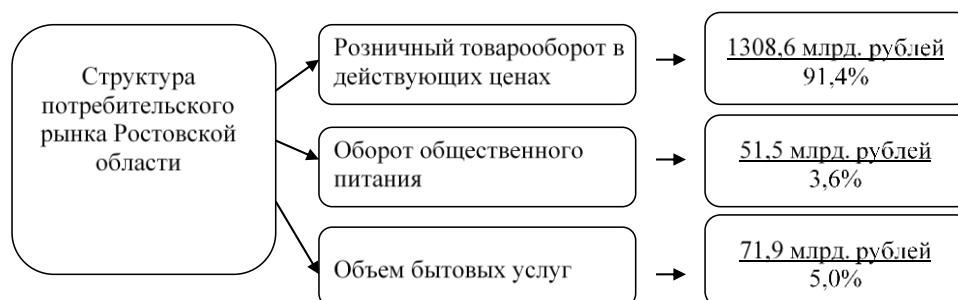 Структура
потребительского
рынка Ростовской
области
Розничный товарооборот в
действующих ценах
1308,6 млрд. рублей
91,4%
Оборот общественного
питания
51,5 млрд. рублей
3,6%
Объем бытовых услуг
71,9 млрд. рублей
5,0%